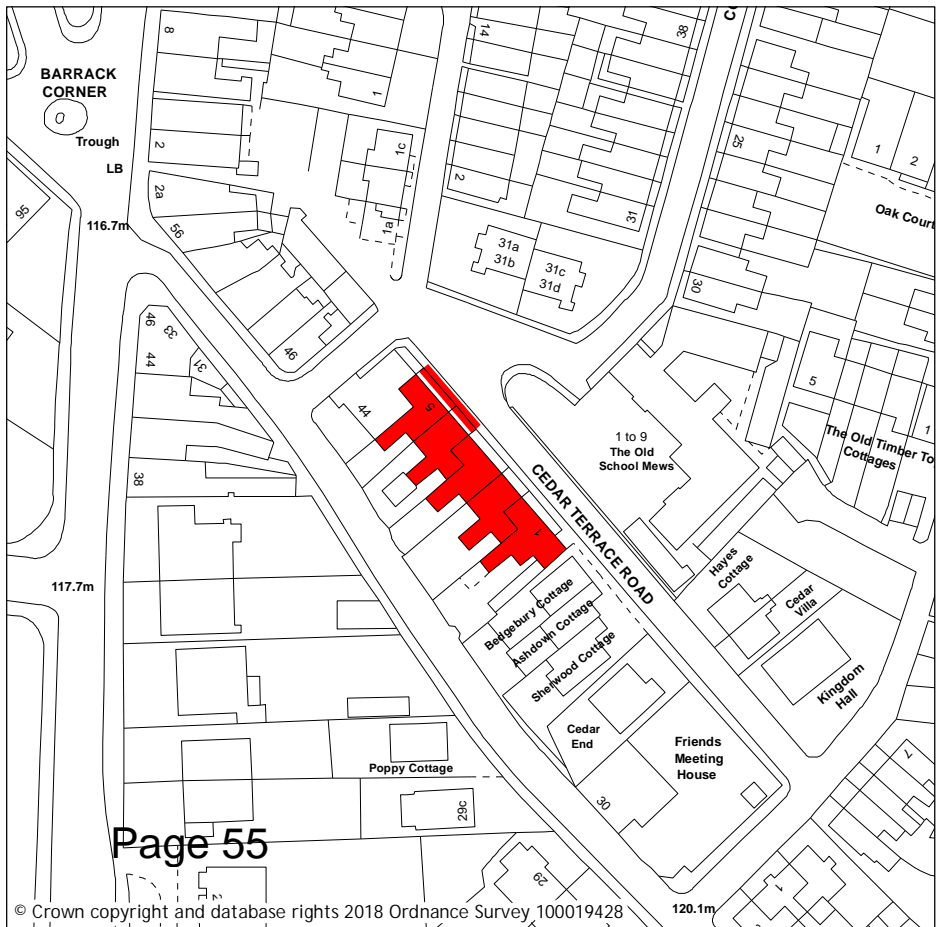 8
BARRACK
CORNER
Trough
LB
2
2a
56
95
116.7m
1
1c
1a
14
38
2
31
31a
31b
31c
31d
25
30
1
2
Oak Court
46
46
33
44
31
38
44
5
1
1 to 9
The Old
School Mews
5
1
The Old Timber To
Cottages
CEDAR TERRACE ROAD
Hayes
Cottage
Cedar
Villa
Kingdom
Hall
117.7m
Bedgebury Cottage
Ashdown Cottage
Sherwood Cottage
Cedar
End
Friends
Meeting
House
Poppy Cottage
29c
30
7
29
1
Page 55
120.1m
© Crown copyright and database rights 2018 Ordnance Survey 100019428